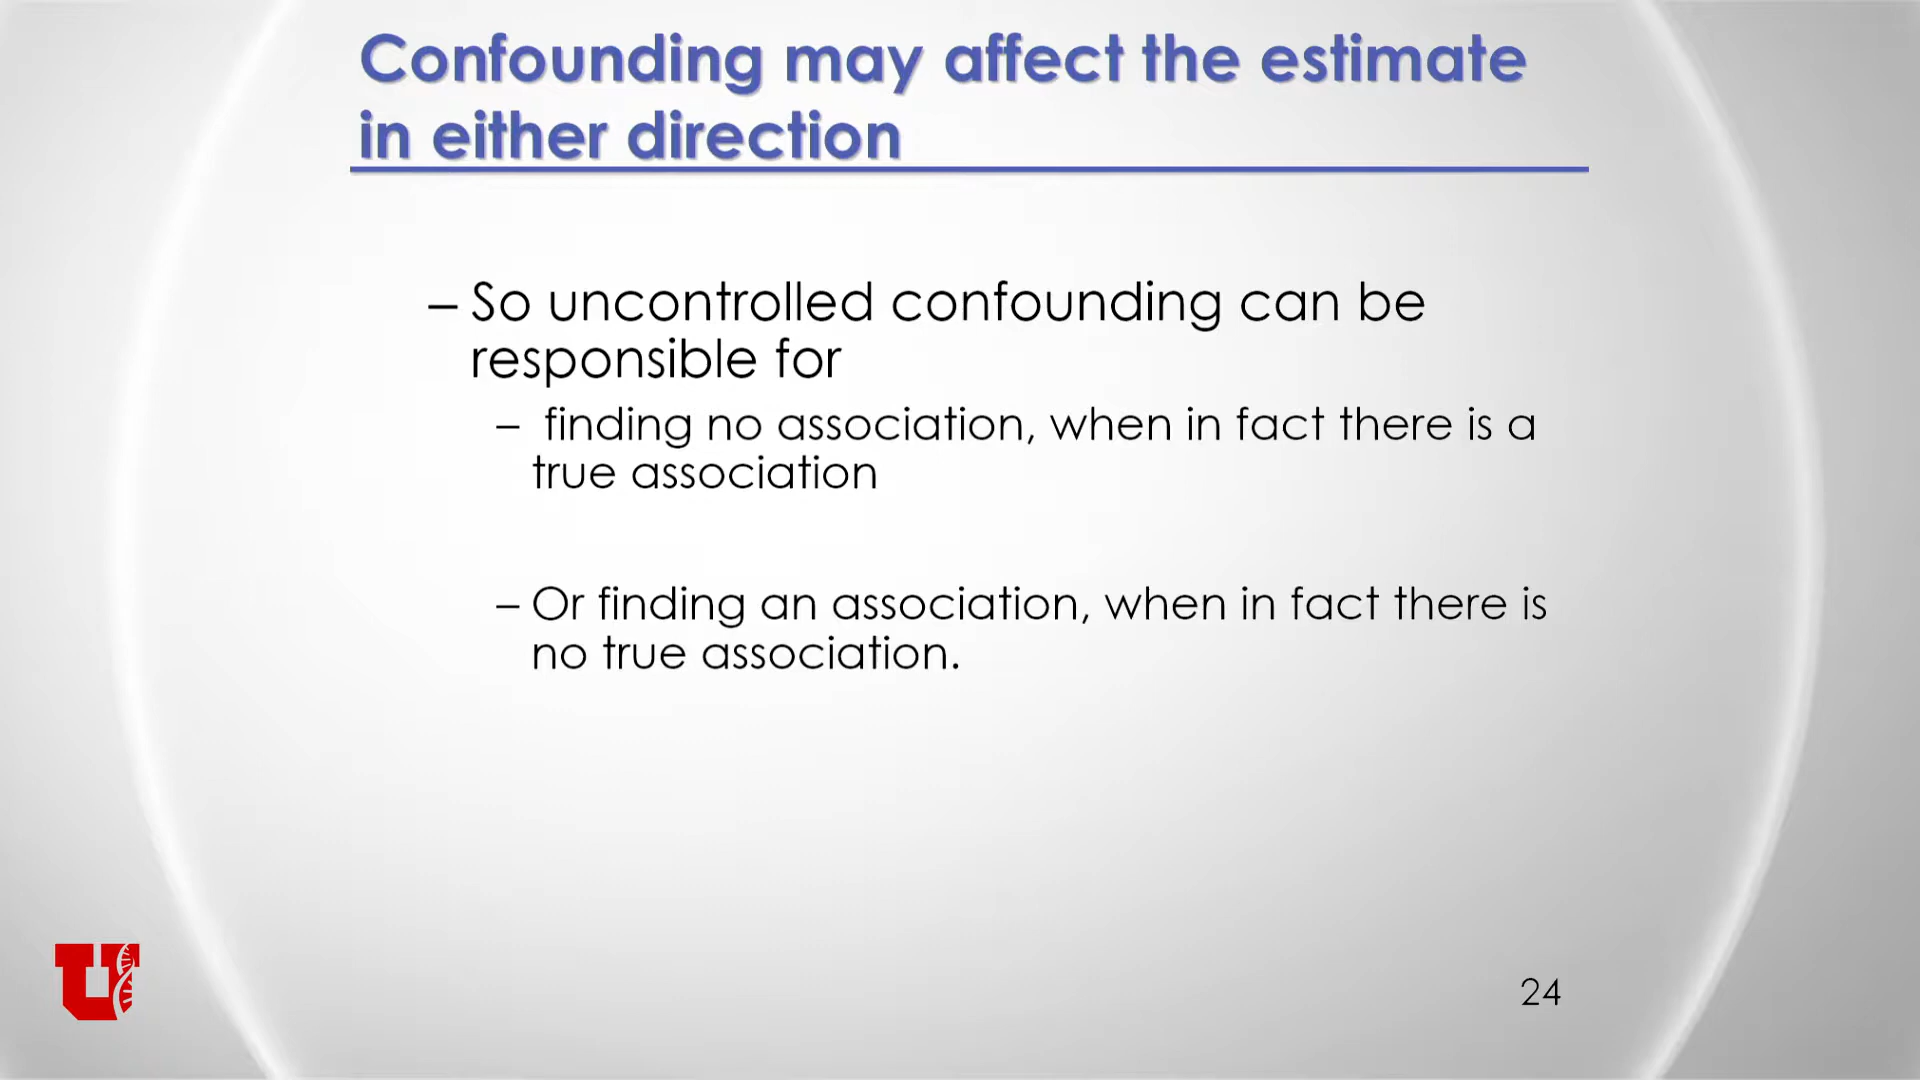 Confounding may affect the estimate
in either direction
– So uncontrolled confounding can be
responsible for
– finding no association, when in fact there is a
true association
– Or finding an association, when in fact there is
no true association.
U
24